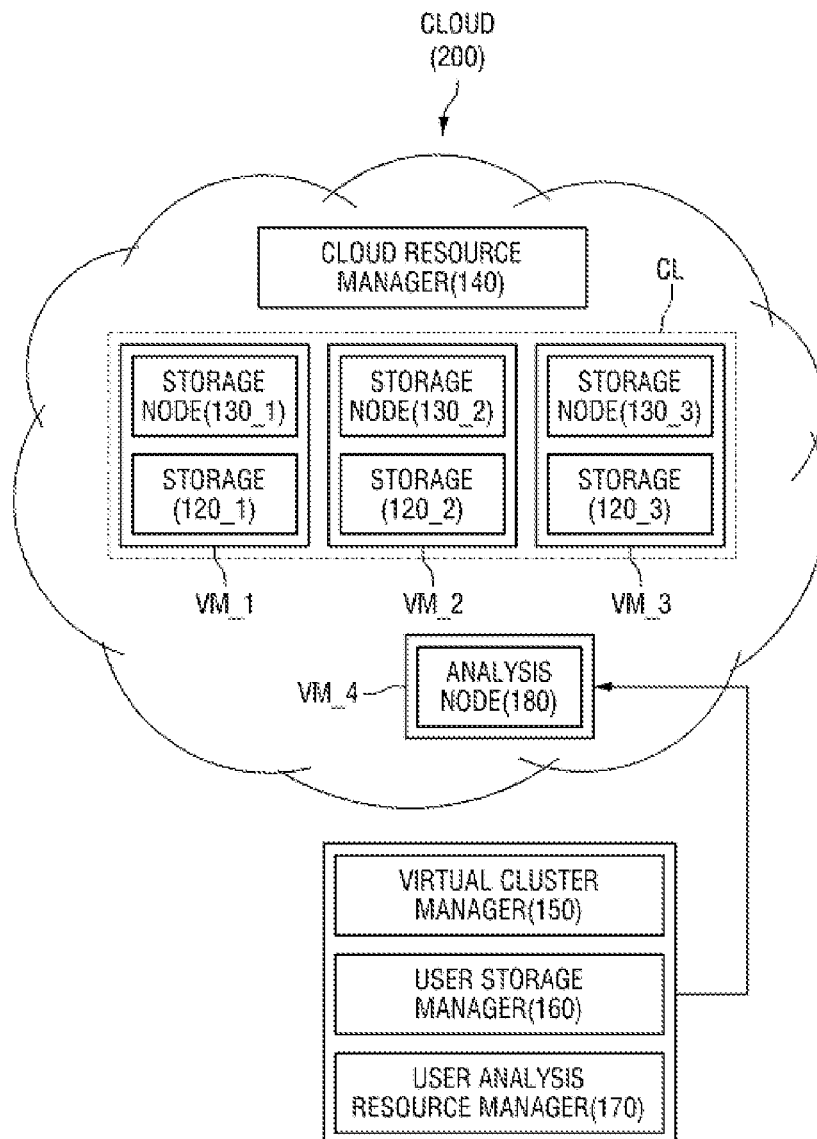 CLOUD
(200)
CLOUD RESOURCE
MANAGER(140)
CL
STORAGE
NODE(130_1)
STORAGE
NODE(130_2)
STORAGE
NODE(130_3)
STORAGE
(120_1)
STORAGE
(120_2)
STORAGE
(120_3)
VM_1
VM_2
VM_3
VM_4
ANALYSIS
NODE(180)
VIRTUAL CLUSTER
MANAGER(150)
USER STORAGE
MANAGER(160)
USER ANALYSIS
RESOURCE MANAGER(170)